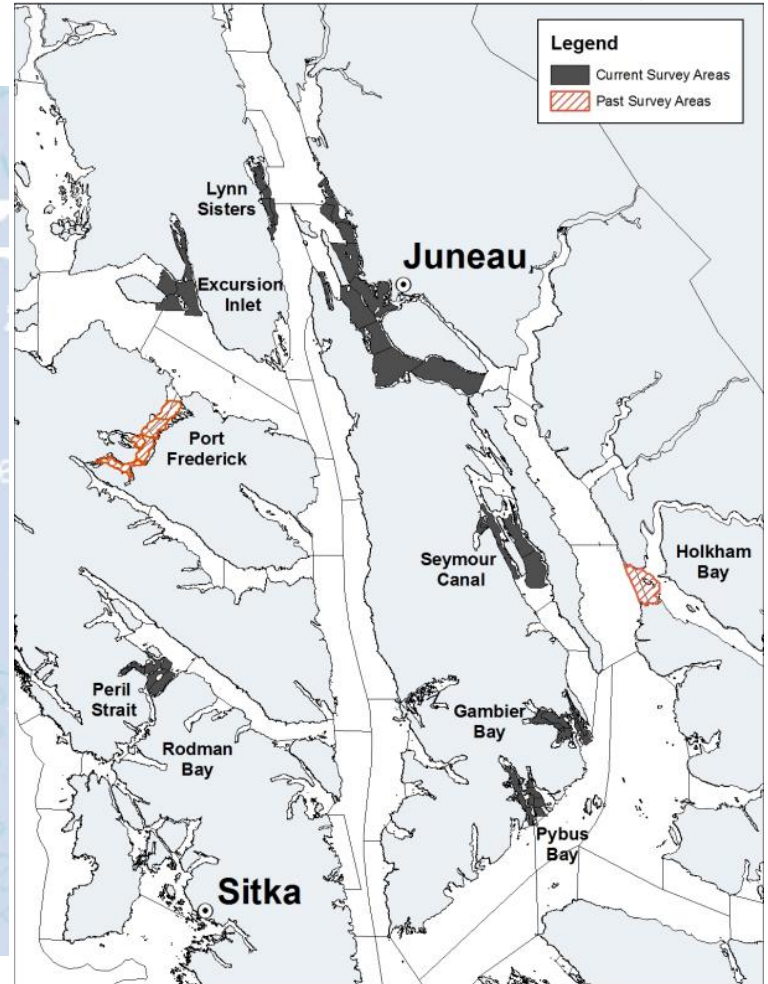 Legend
Current Survey Areas
Past Survey Areas
Lynn
Sisters
Juneau
Excursion
Inlet
Port
Frederick
Seymour
Canal
Holkham
Bay
Peril
Strait
Rodman
Bay
Gambier
Bay
Pybus
Bay
Sitka